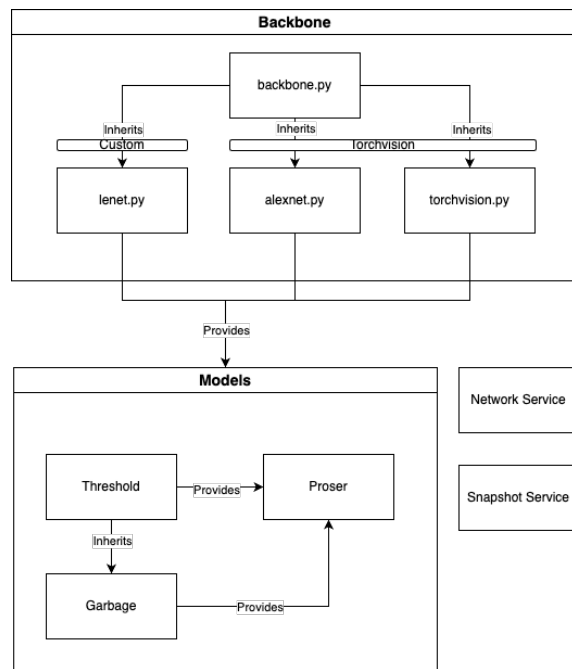 Backbone
backbone.py
Inherits
Inherits
Inherits
Custom
Torchvision
lenet.py
alexnet.py
torchvision.py
Provides
Models
Network Service
Threshold
Provides
Proser
Snapshot Service
Inherits
Garbage
Provides